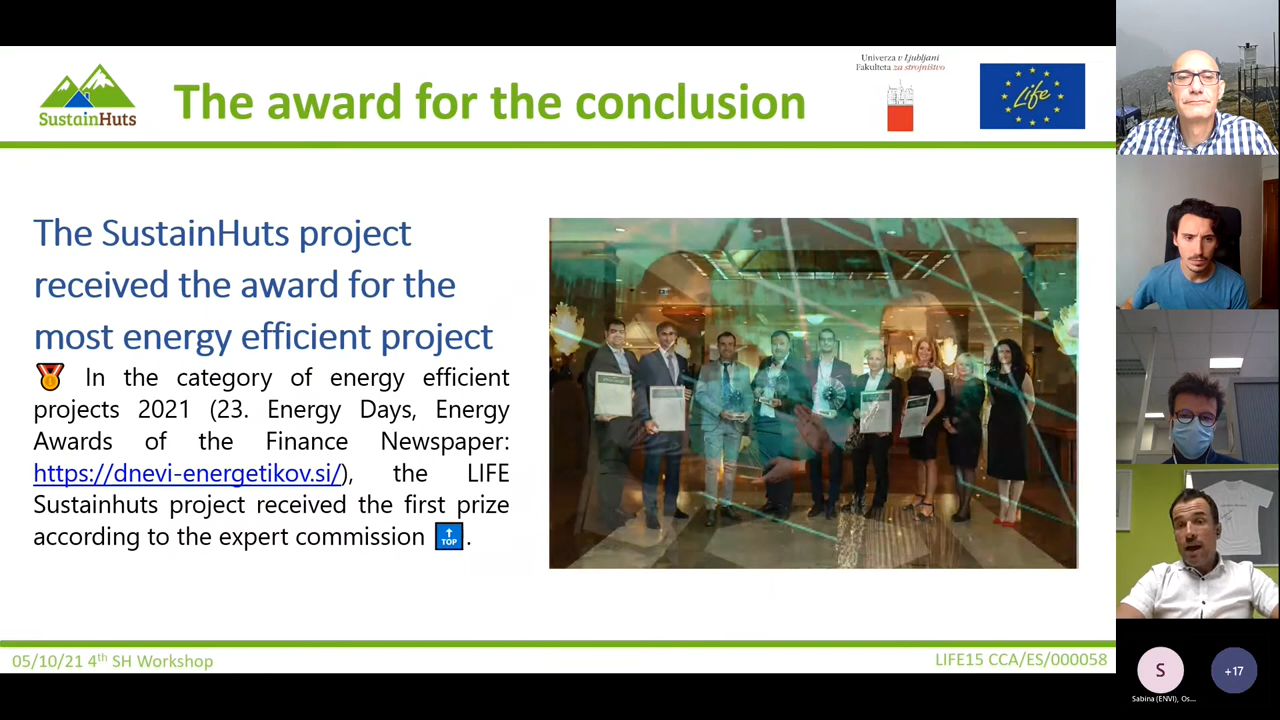 SustainHuts
The award for the conclusion
Univerza v Ljubljani
Fakulteta za strojništvo
Life
The SustainHuts project
received the award for the
most energy efficient project
🏅 In the category of energy efficient
projects 2021 (23. Energy Days, Energy
Awards of the Finance Newspaper:
https://dnevi-energetikov.si/), the LIFE
Sustainhuts project received the first prize
according to the expert commission 🔝.
05/10/21 4th SH Workshop
LIFE15 CCA/ES/000058
S
+17
Sabina (ENVI), Os...